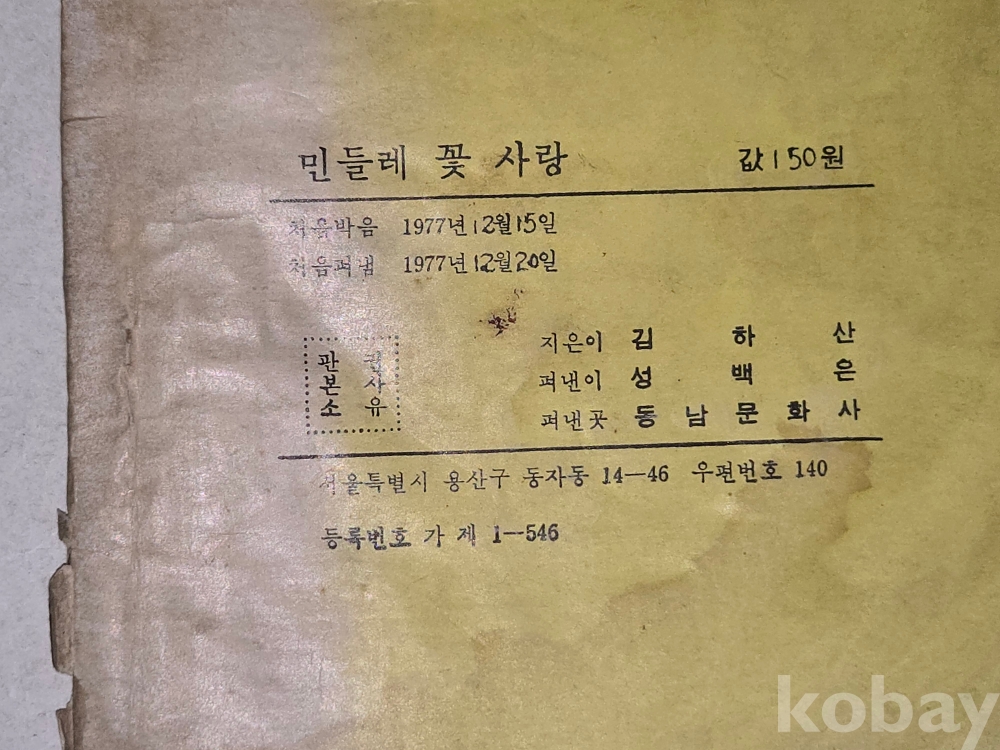 민들레 꽃 사랑 값 150원
처음박음 1977년 12월 15일
처음펴냄 1977년 12월 20일
지은이 김 하 산
판 권
본 사
소 유
펴낸이 성 백 은
펴낸곳 동 남 문 화 사
서울특별시 용산구 동자동 14—46 우편번호 140
등록번호 가 제 1—546
kobay